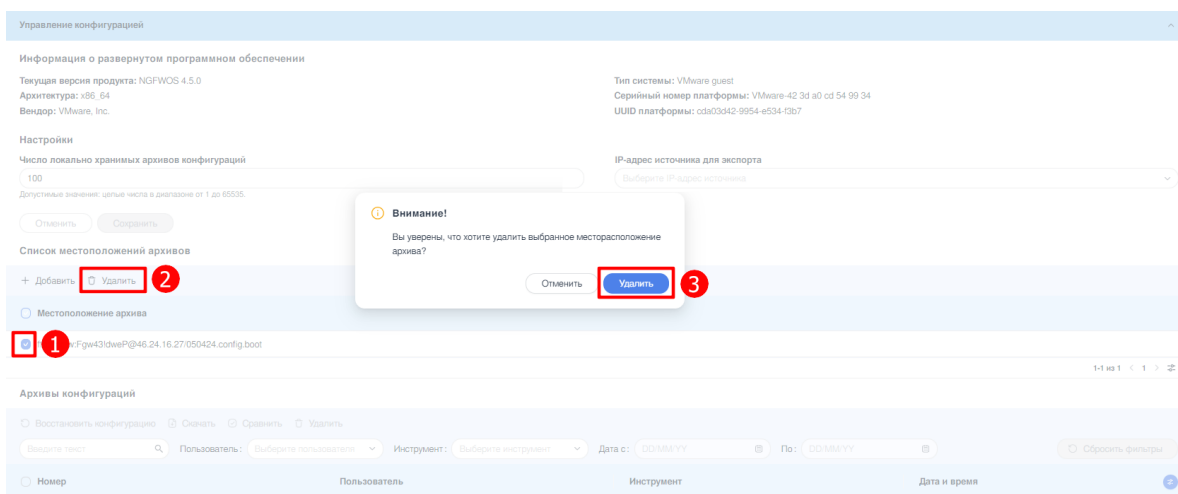 Управление конфигурацией
Информация о развернутом программном обеспечении
Текущая версия продукта: NGFWOS 4.5.0
Тип системы: VMware guest
Архитектура: x86_64
Серийный номер платформы: VMware-42 3d a0 cd 54 99 34
Вендор: VMware, Inc.
UUID платформы: cda03d42-9954-e534-f3b7
Настройки
Число локально хранимых архивов конфигураций
IP-адрес источника для экспорта
100
Выберите IP-адрес источника
Допустимые значения: целые числа в диапазоне от 1 до 65535.
Отменить Сохранить
Внимание!
Вы уверены, что хотите удалить выбранное месторасположение
архива?
Отменить Удалить 3
Список местоположений архивов
+ Добавить Удалить 2
Местоположение архива
1 v:Fgw43!dweP@46.24.16.27/050424.config.boot
1-1 из 1 < 1 >
Архивы конфигураций
Восстановить конфигурацию Скачать Сравнить Удалить
Введите текст Пользователь: Выберите пользователя Инструмент: Выберите инструмент Дата с: DD/MM/YY По: DD/MM/YY Сбросить фильтры
Номер Пользователь Инструмент Дата и время